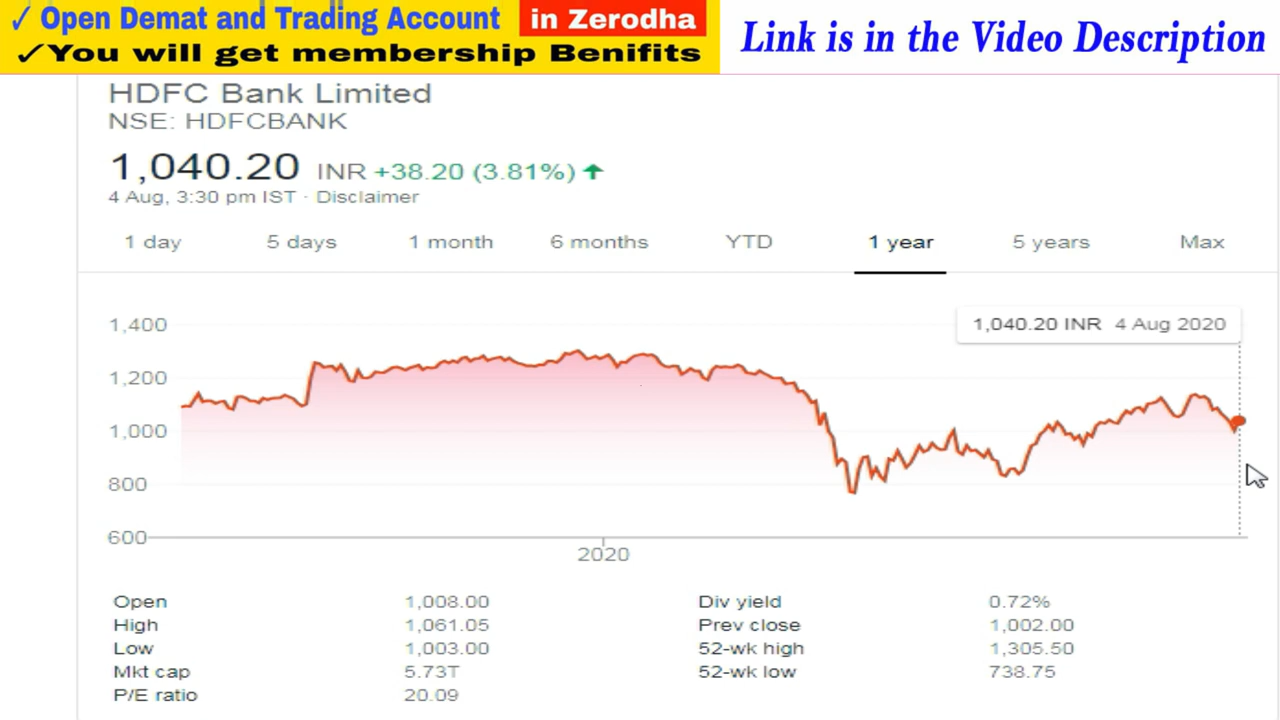 ✓ Open Demat and Trading Account in Zerodha
✓You will get membership Benifits
Link is in the Video Description
HDFC Bank Limited
NSE: HDFCBANK
1,040.20 INR +38.20 (3.81%) ↑
4 Aug, 3:30 pm IST · Disclaimer
1 day 5 days 1 month 6 months YTD 1 year 5 years Max
1,040.20 INR 4 Aug 2020
1,400
1,200
1,000
800
600
2020
Open 1,008.00 Div yield 0.72%
High 1,061.05 Prev close 1,002.00
Low 1,003.00 52-wk high 1,305.50
Mkt cap 5.73T 52-wk low 738.75
P/E ratio 20.09